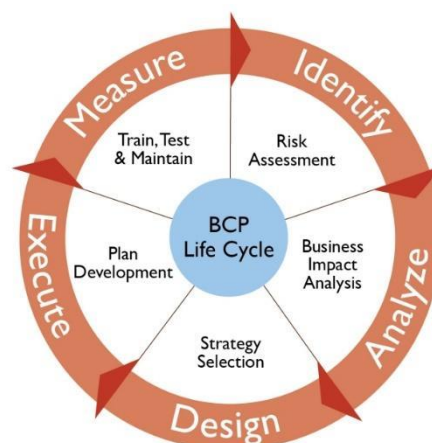 Measure
Identify
Train, Test
& Maintain
Risk
Assessment
BCP
Life Cycle
Plan
Development
Business
Impact
Analysis
Execute
Analyze
Strategy
Selection
Design